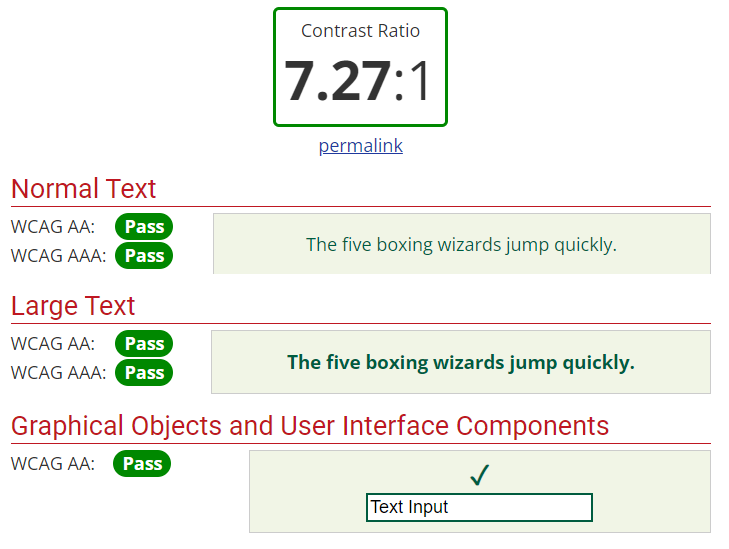 Contrast Ratio
7.27:1
permalink
Normal Text
WCAG AA: Pass
WCAG AAA: Pass
The five boxing wizards jump quickly.
Large Text
WCAG AA: Pass
WCAG AAA: Pass
The five boxing wizards jump quickly.
Graphical Objects and User Interface Components
WCAG AA: Pass
✓
Text Input